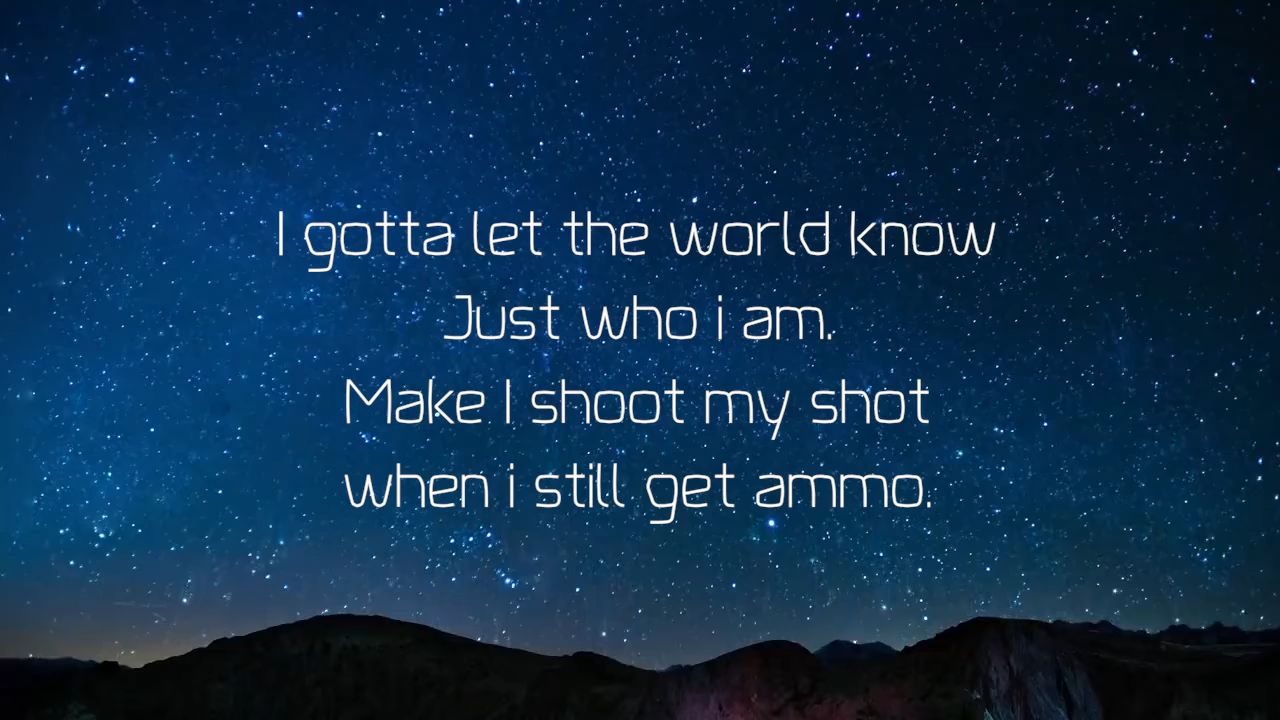 I gotta let the world know
Just who i am.
Make I shoot my shot
when i still get ammo.